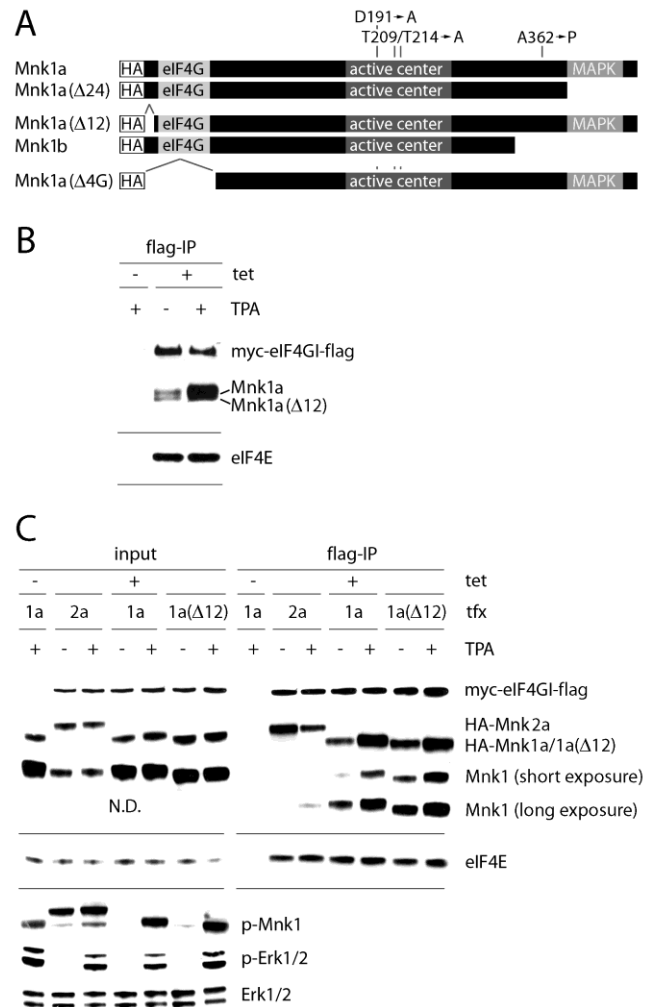 A
D191→A
T209/T214→A A362→P
Mnk1a HA eIF4G active center MAPK
Mnk1a(Δ24) HA eIF4G active center
Mnk1a(Δ12) HA eIF4G active center MAPK
Mnk1b HA eIF4G active center
Mnk1a(Δ4G) HA active center MAPK
B
flag-IP
- + tet
+ - + TPA
myc-eIF4GI-flag
Mnk1a
Mnk1a(Δ12)
eIF4E
C
input flag-IP
- + - + tet
1a 2a 1a 1a(Δ12) 1a 2a 1a 1a(Δ12) tfx
+ - + - + - + + - + - + - + TPA
myc-eIF4GI-flag
HA-Mnk2a
HA-Mnk1a/1a(Δ12)
Mnk1 (short exposure)
N.D. Mnk1 (long exposure)
eIF4E
p-Mnk1
p-Erk1/2
Erk1/2